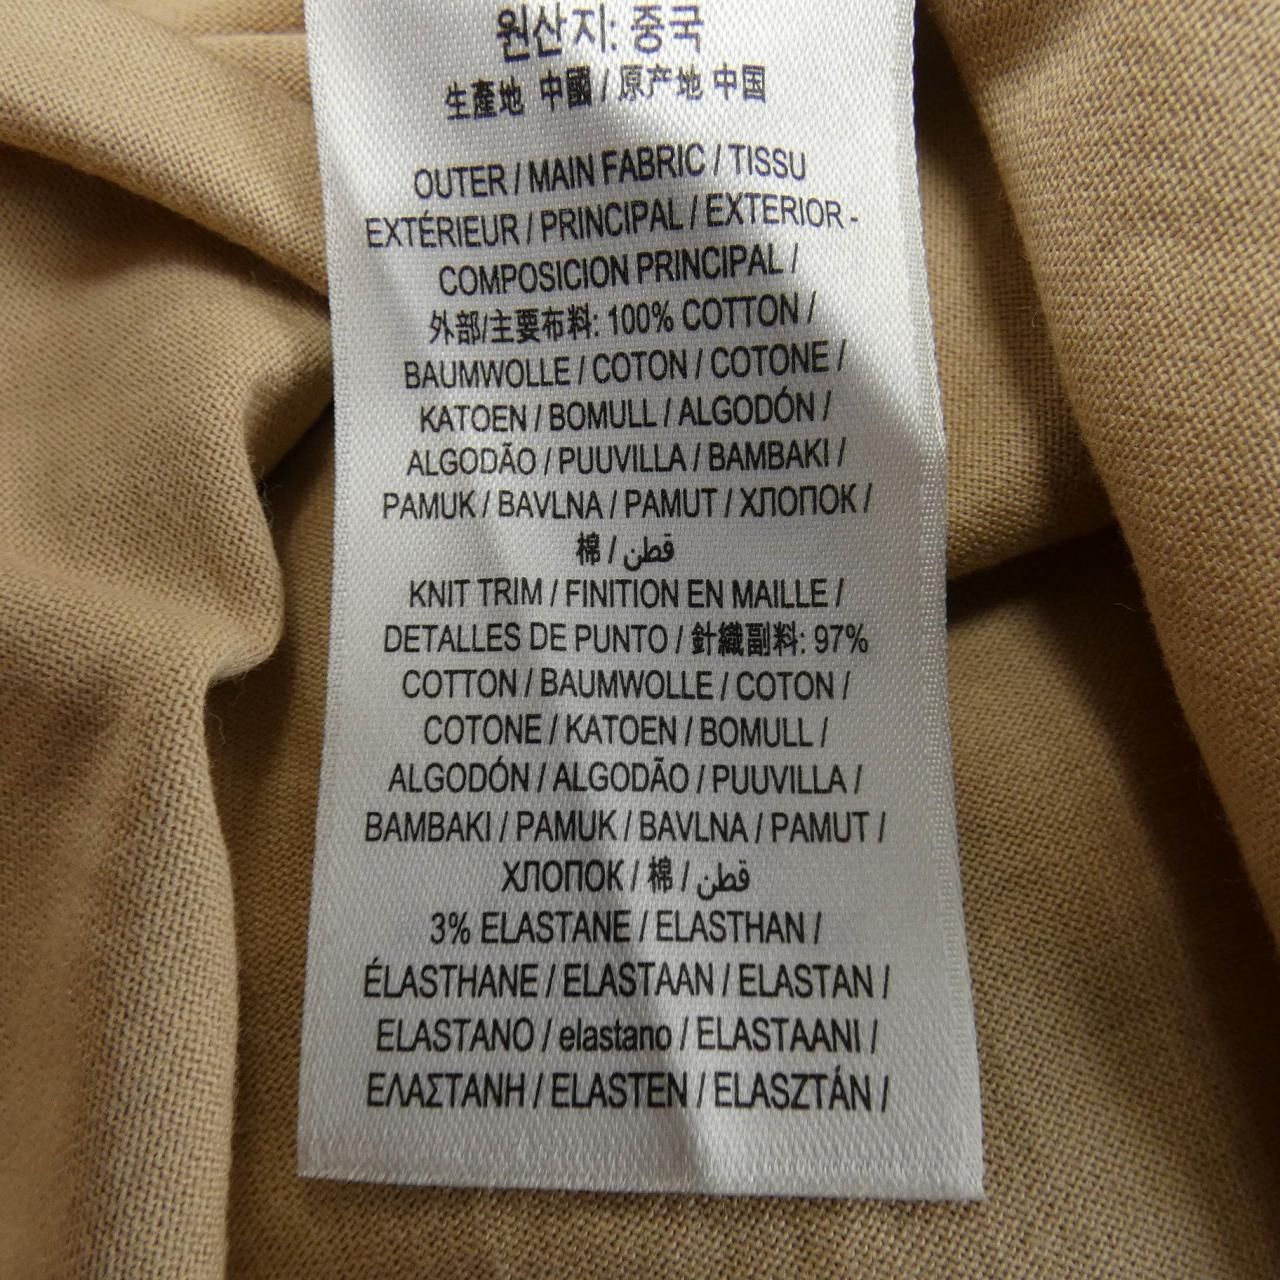 원산지: 중국
生產地 中國 / 原产地 中国
OUTER / MAIN FABRIC / TISSU
EXTÉRIEUR / PRINCIPAL / EXTERIOR -
COMPOSICION PRINCIPAL /
外部/主要布料: 100% COTTON /
BAUMWOLLE / COTON / COTONE /
KATOEN / BOMULL / ALGODÓN /
ALGODÃO / PUUVILLA / BAMBAKI /
PAMUK / BAVLNA / PAMUT / ХЛОПОК /
棉 / قطن
KNIT TRIM / FINITION EN MAILLE /
DETALLES DE PUNTO / 針織副料: 97%
COTTON / BAUMWOLLE / COTON /
COTONE / KATOEN / BOMULL /
ALGODÓN / ALGODÃO / PUUVILLA /
BAMBAKI / PAMUK / BAVLNA / PAMUT /
ХЛОПОК / 棉 / قطن
3% ELASTANE / ELASTHAN /
ÉLASTHANE / ELASTAAN / ELASTAN /
ELASTANO / elastano / ELASTAANI /
ΕΛΑΣΤΑΝΗ / ELASTEN / ELASZTÁN /